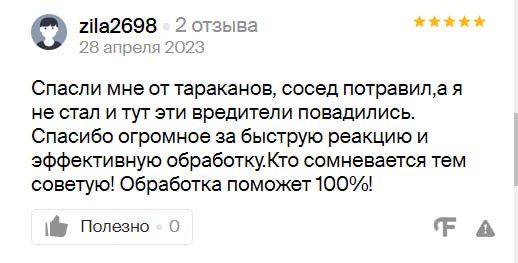 zila2698 • 2 отзыва
28 апреля 2023
Спасли мне от тараканов, сосед потравил,а я
не стал и тут эти вредители повадились.
Спасибо огромное за быструю реакцию и
эффективную обработку.Кто сомневается тем
советую! Обработка поможет 100%!
Полезно • 0